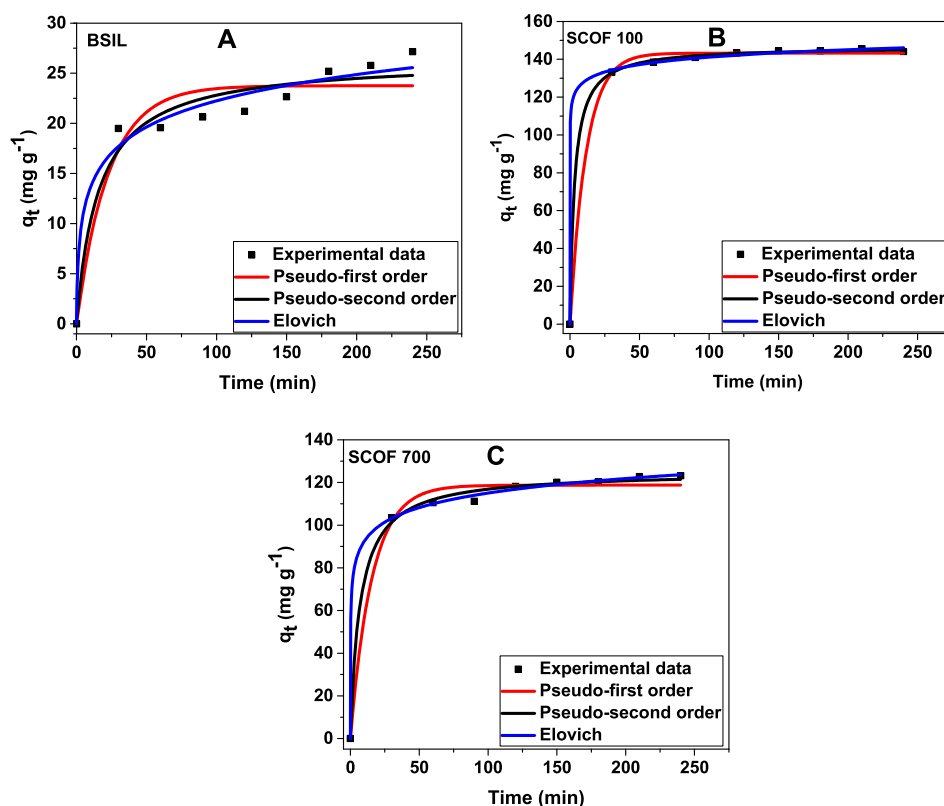 BSIL
A
30
25
20
15
10
5
0
qt (mg g-1)
Experimental data
Pseudo-first order
Pseudo-second order
Elovich
0 50 100 150 200 250
Time (min)
SCOF 100
B
160
140
120
100
80
60
40
20
0
qt (mg g-1)
Experimental data
Pseudo-first order
Pseudo-second order
Elovich
0 50 100 150 200 250
Time (min)
SCOF 700
C
140
120
100
80
60
40
20
0
qt (mg g-1)
Experimental data
Pseudo-first order
Pseudo-second order
Elovich
0 50 100 150 200 250
Time (min)